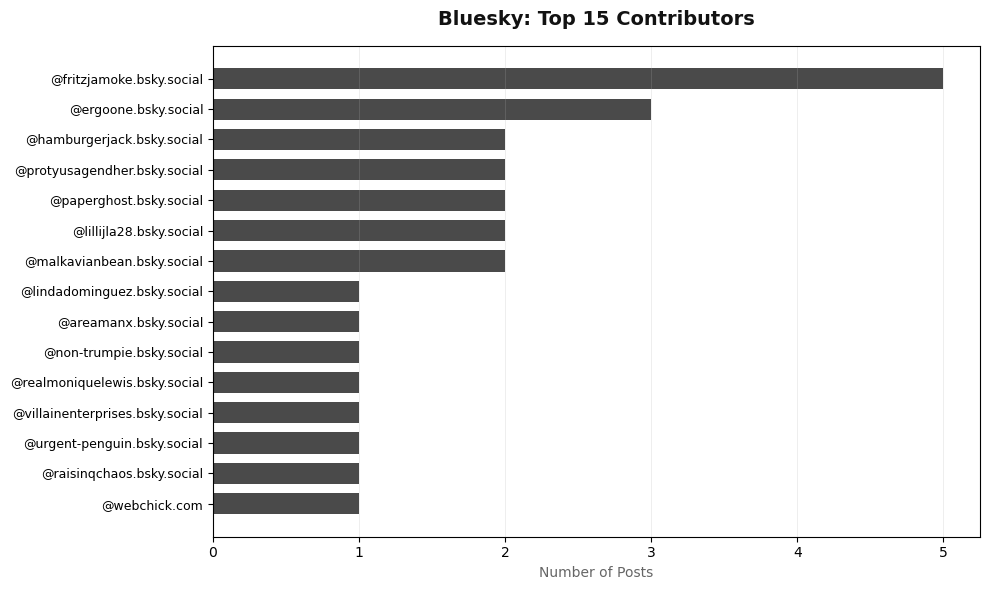 Bluesky: Top 15 Contributors
@fritzjamoke.bsky.social
@ergoone.bsky.social
@hamburgerjack.bsky.social
@protyusagendher.bsky.social
@paperghost.bsky.social
@lillijla28.bsky.social
@malkavianbean.bsky.social
@lindadominguez.bsky.social
@areamanx.bsky.social
@non-trumpie.bsky.social
@realmoniquelewis.bsky.social
@villainenterprises.bsky.social
@urgent-penguin.bsky.social
@raisinqchaos.bsky.social
@webchick.com
0 1 2 3 4 5
Number of Posts